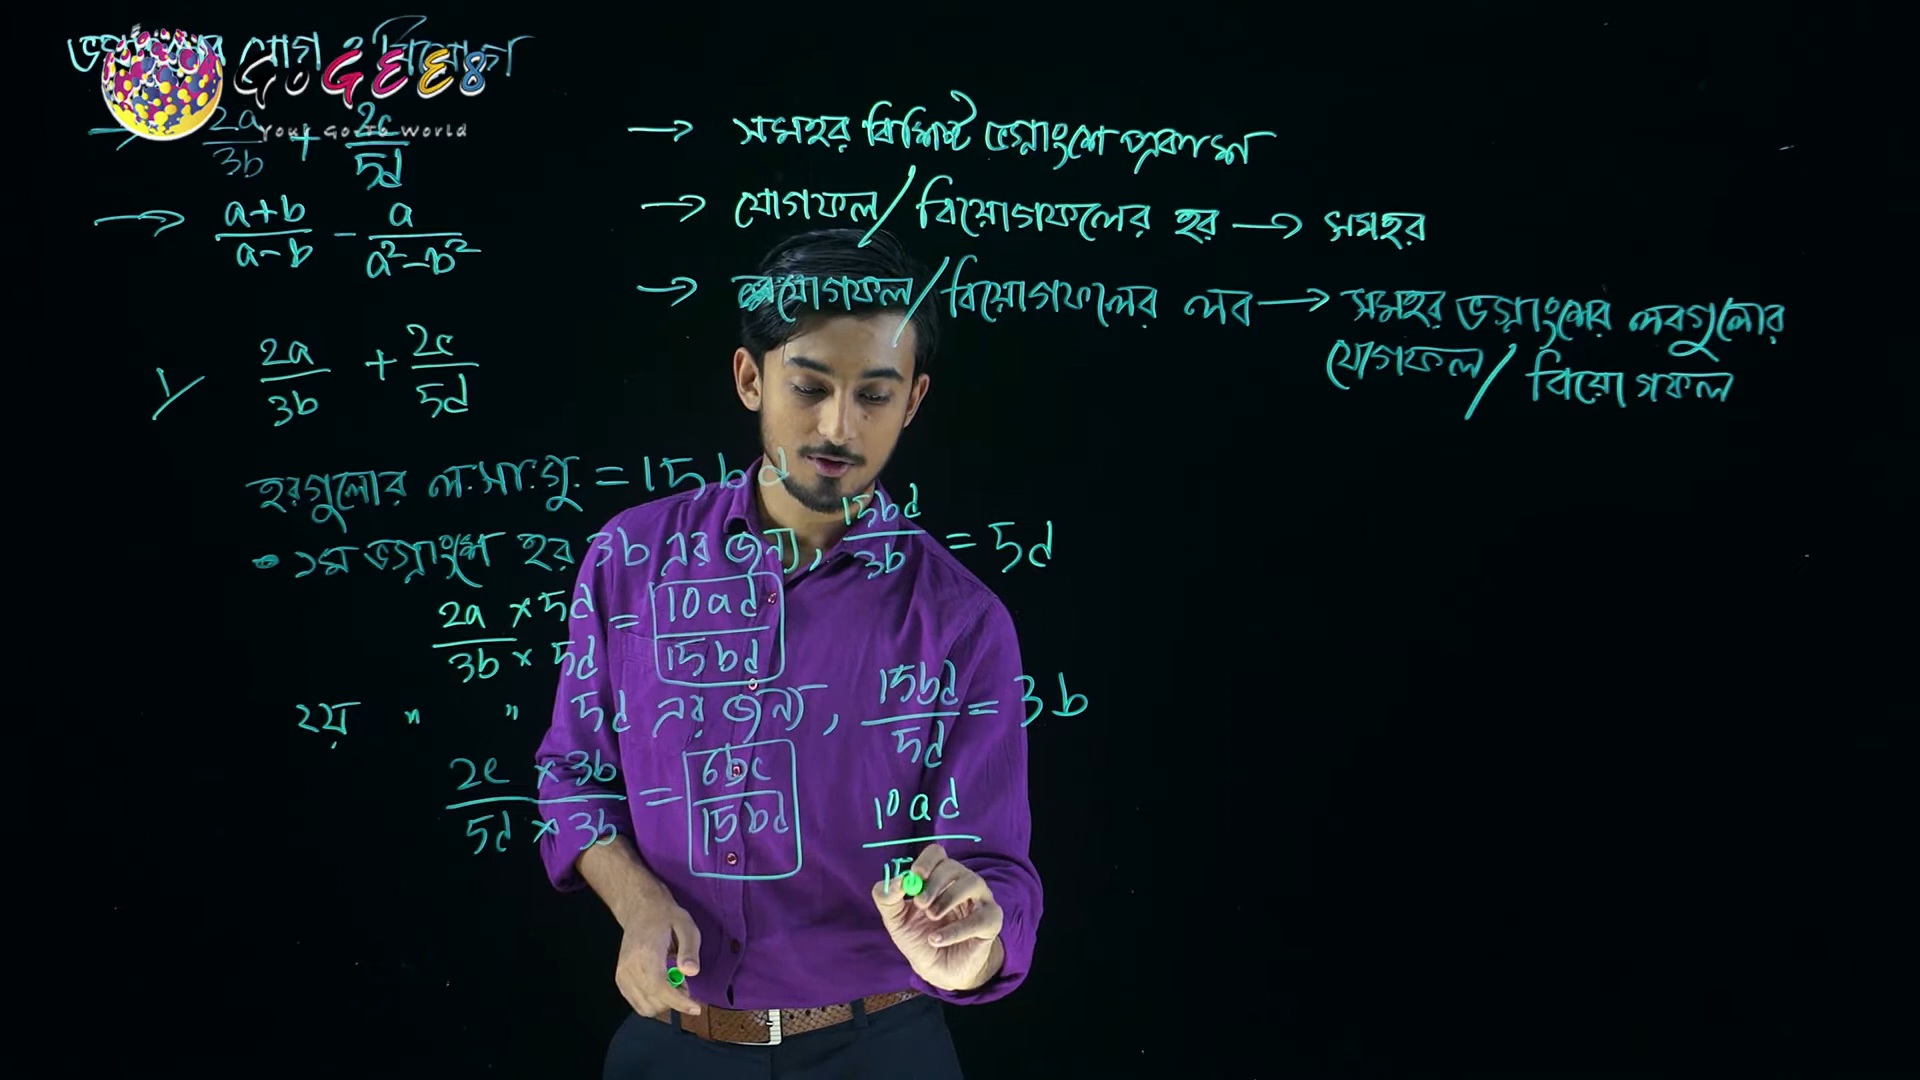 ভগ্নাংশের যোগ ও বিয়োগ
GoGEEs
Your Go-To World
→ 2a/3b + 2c/5d
→ (a+b)/(a-b) - a/(a²-b²)
→ সমহর বিশিষ্ট ভগ্নাংশে প্রকাশ
→ যোগফল/বিয়োগফলের হর → সমহর
→ যোগফল/বিয়োগফলের লব → সমহর ভগ্নাংশের লবগুলোর
যোগফল/বিয়োগফল
2a/3b + 2c/5d
হরগুলোর ল.সা.গু. = 15bd
• ১ম ভগ্নাংশে হর 3b এর জন্য, 15bd/3b = 5d
(2a × 5d)/(3b × 5d) = 10ad/15bd
২য় " " 5d এর জন্য, 15bd/5d = 3b
(2c × 3b)/(5d × 3b) = 6bc/15bd
10ad/15